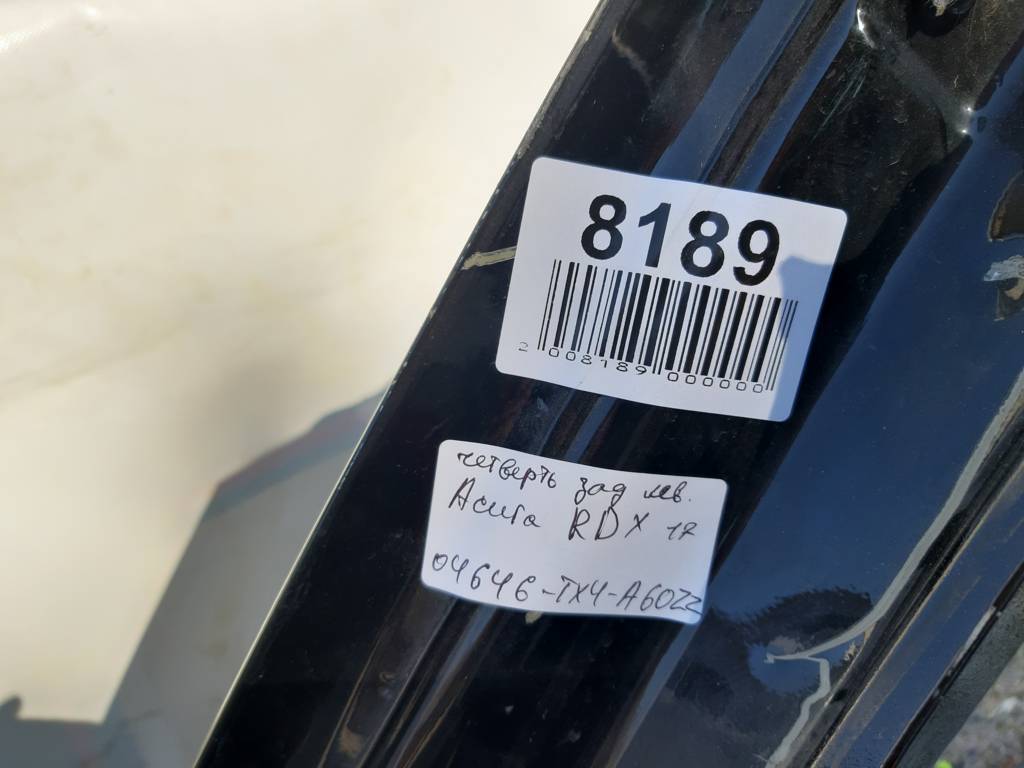 8189
2 008189 000000
четверть зад лев.
Acura RDX 17
04646-TX4-A60ZZ